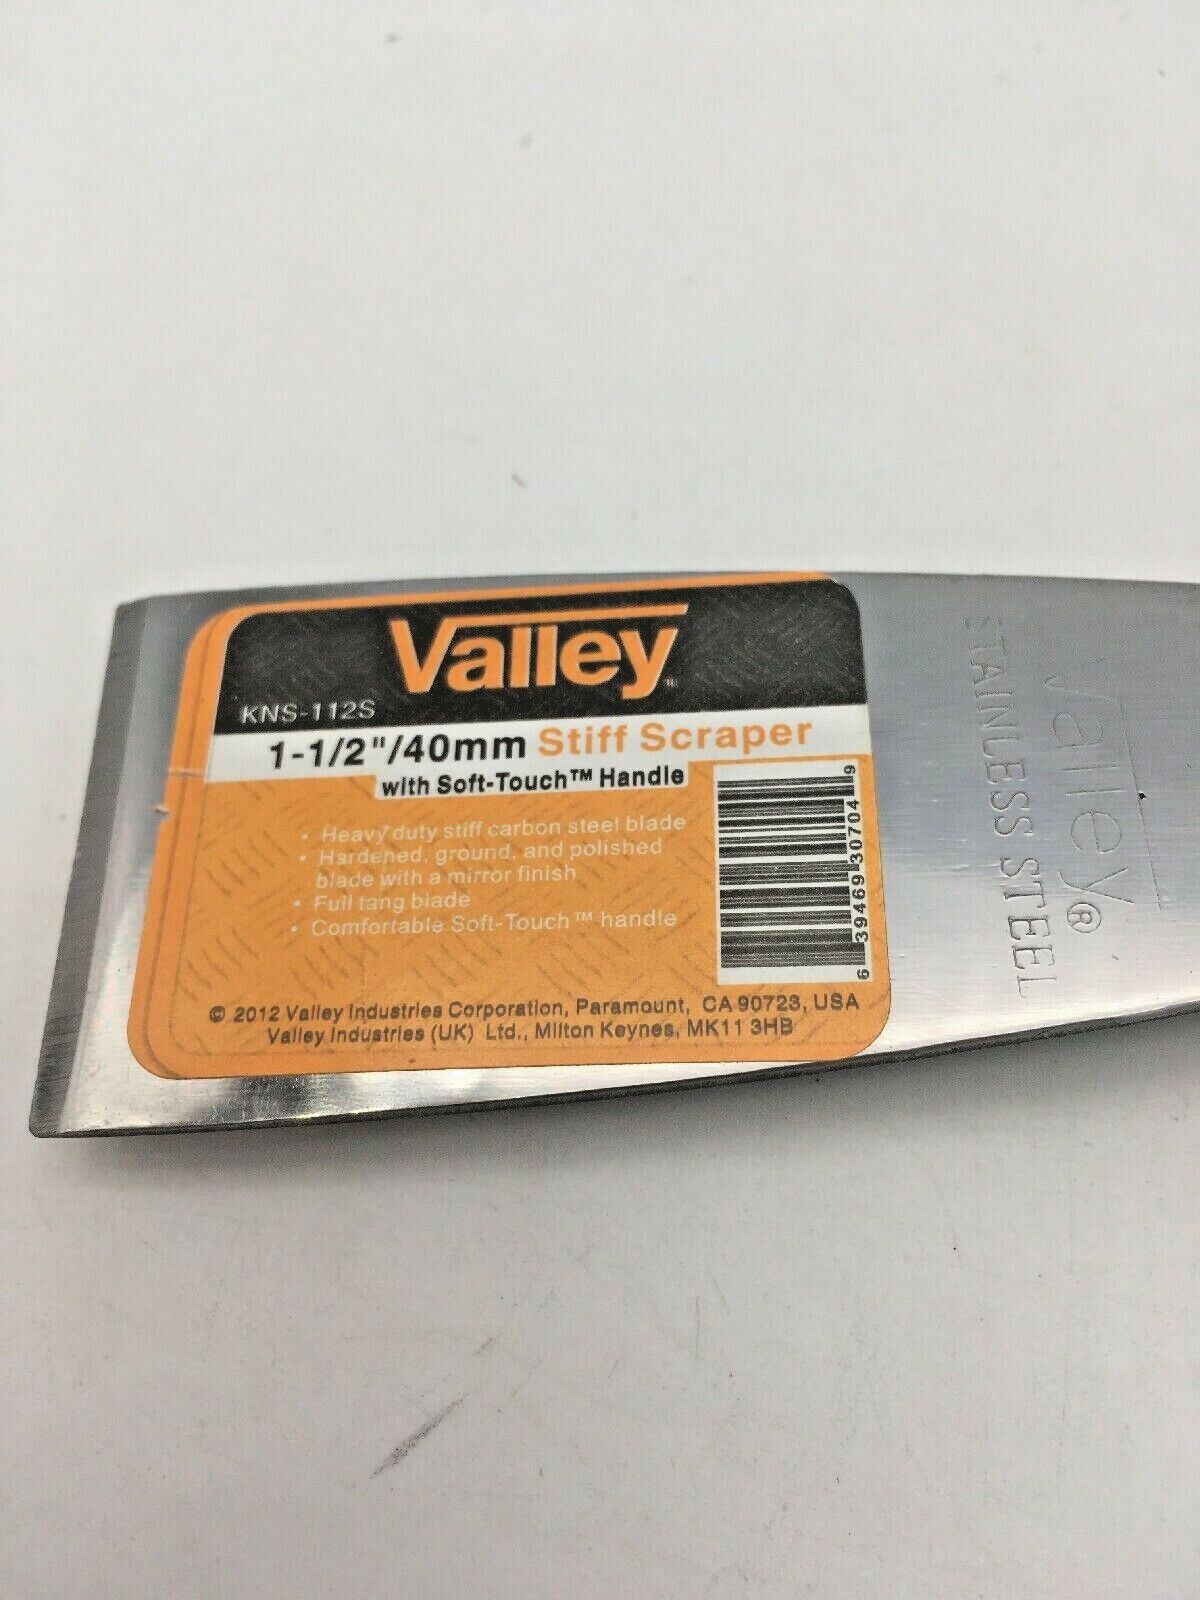 Valley
KNS-112S
1-1/2"/40mm Stiff Scraper
with Soft-Touch™ Handle
• Heavy duty stiff carbon steel blade
• Hardened, ground, and polished
blade with a mirror finish
• Full tang blade
• Comfortable Soft-Touch™ handle
6 39469 30704 9
© 2012 Valley Industries Corporation, Paramount, CA 90723, USA
Valley Industries (UK) Ltd., Milton Keynes, MK11 3HB
Valley®
STAINLESS STEEL